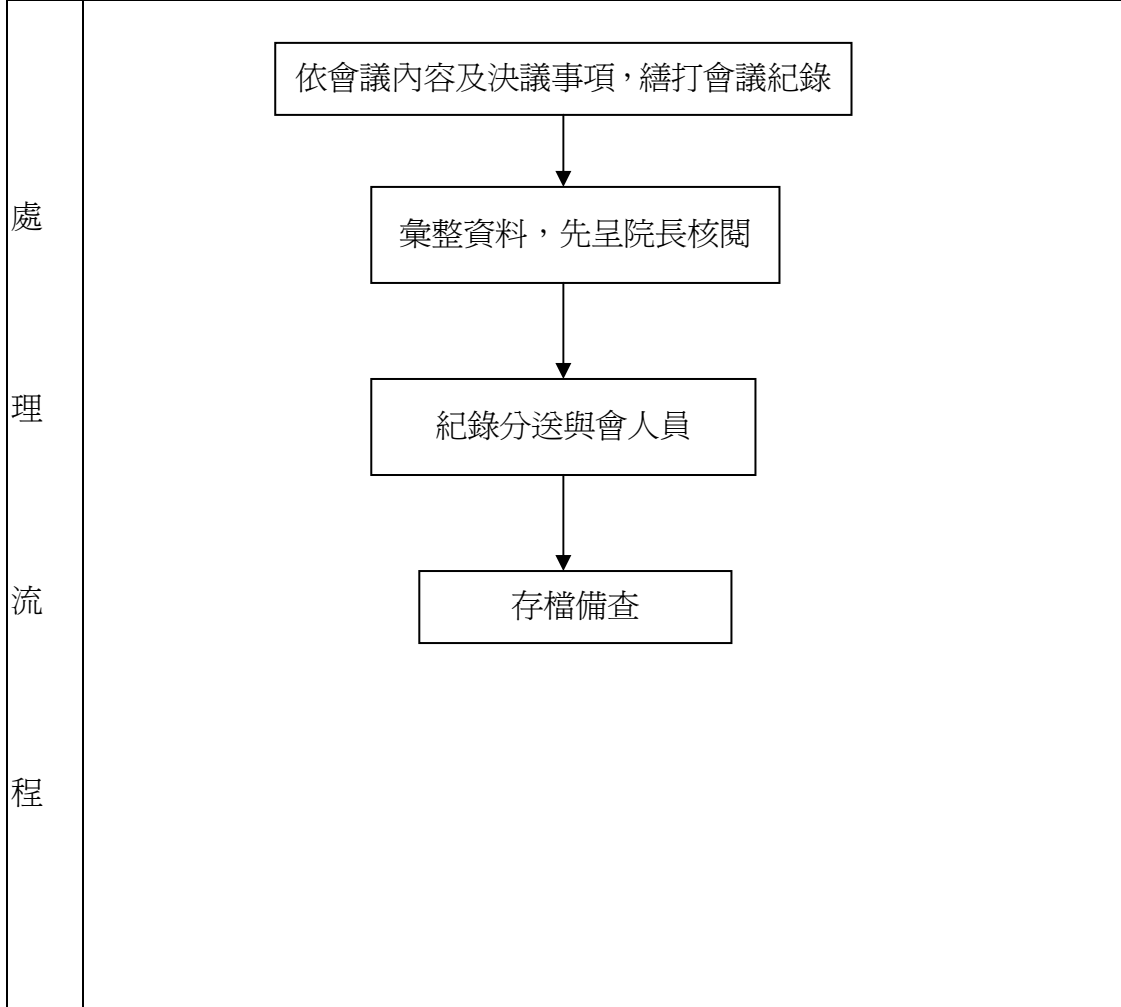 處
理
流
程
依會議內容及決議事項，繕打會議紀錄
彙整資料，先呈院長核閱
紀錄分送與會人員
存檔備查